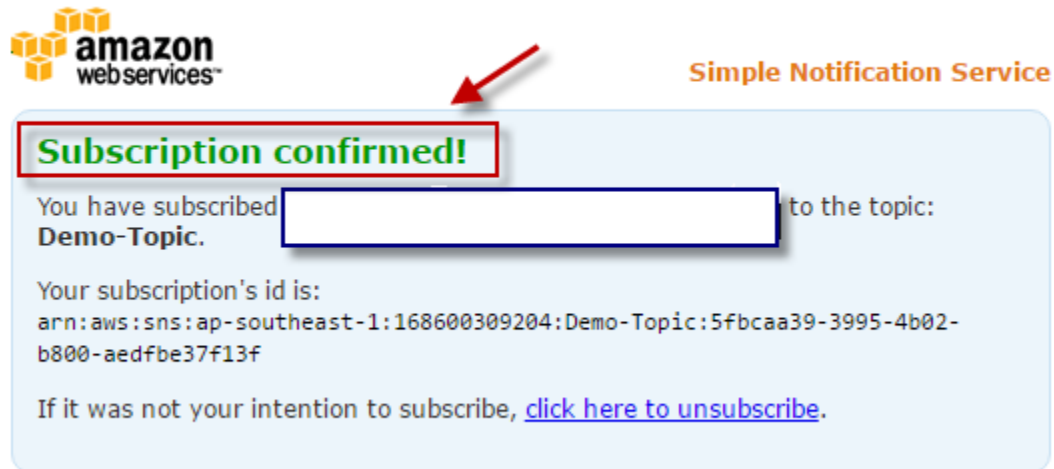 amazon
webservices™
Simple Notification Service
Subscription confirmed!
You have subscribed to the topic:
Demo-Topic.
Your subscription's id is:
arn:aws:sns:ap-southeast-1:168600309204:Demo-Topic:5fbcaa39-3995-4b02-
b800-aedfbe37f13f
If it was not your intention to subscribe, click here to unsubscribe.